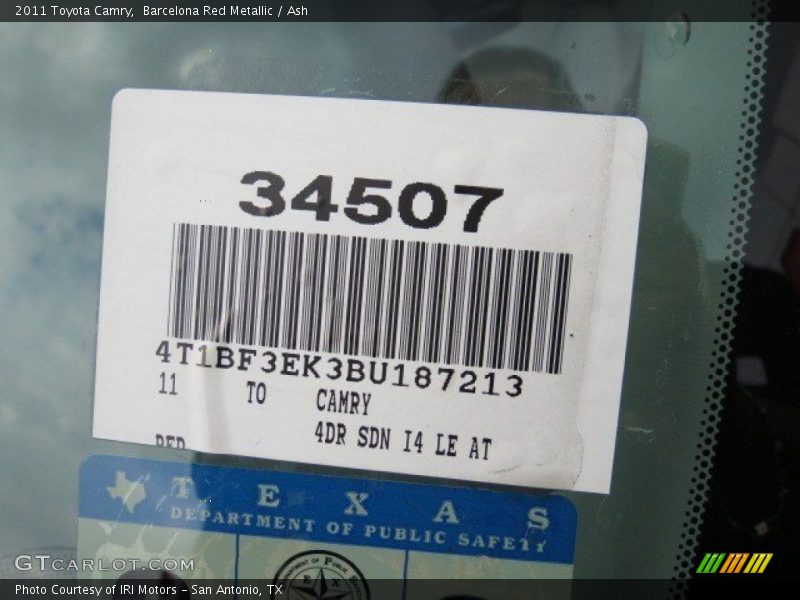 2011 Toyota Camry,  Barcelona Red Metallic / Ash
34507
4T1BF3EK3BU187213
11 TO CAMRY
RED 4DR SDN I4 LE AT
TEXAS
DEPARTMENT OF PUBLIC SAFETY
GTCARLOT.COM
Photo Courtesy of IRI Motors – San Antonio, TX